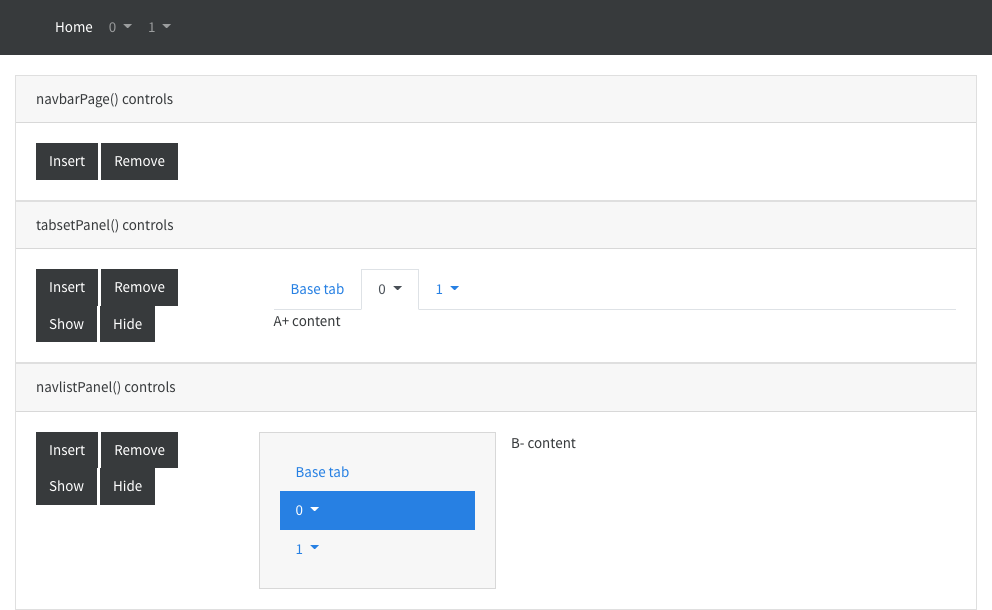 Home 0 1
navbarPage() controls
Insert Remove
tabsetPanel() controls
Insert Remove
Show Hide
Base tab 0 1
A+ content
navlistPanel() controls
Insert Remove
Show Hide
Base tab
0
1
B- content